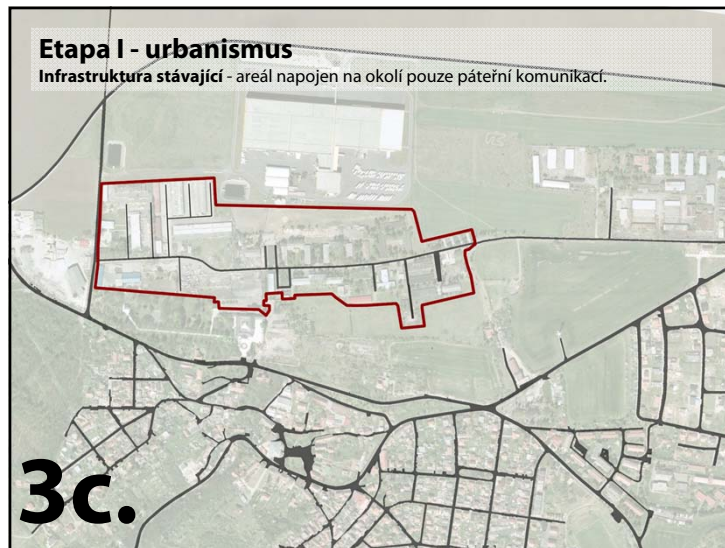 Etapa I - urbanismus
Infrastruktura stávající - areál napojen na okolí pouze páteřní komunikací.
3c.